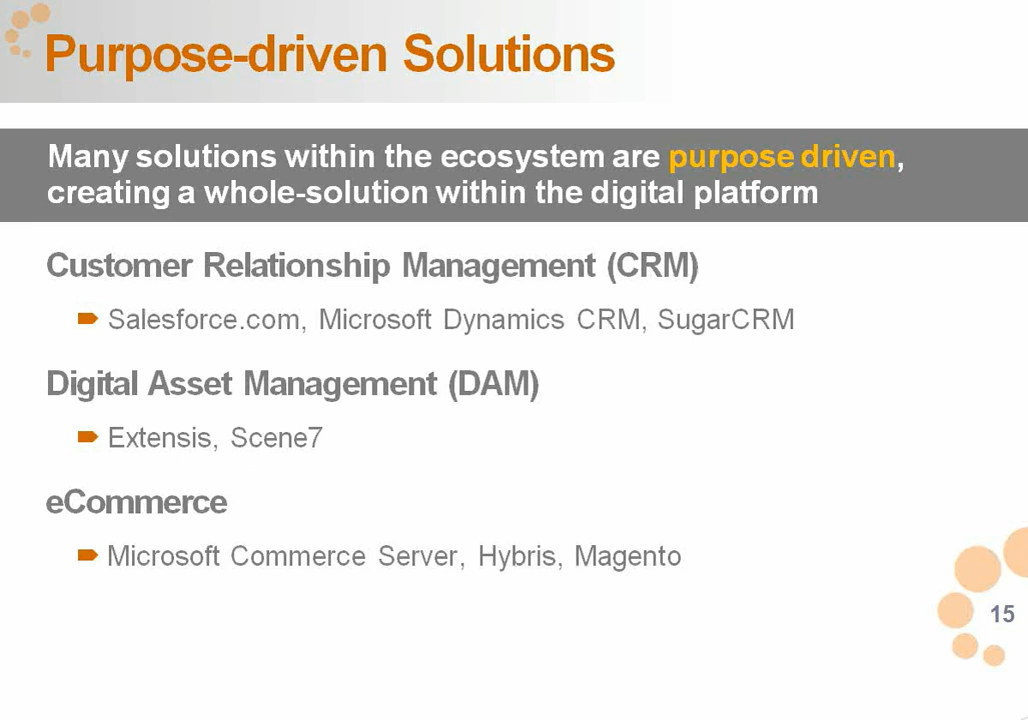 Purpose-driven Solutions
Many solutions within the ecosystem are purpose driven,
creating a whole-solution within the digital platform
Customer Relationship Management (CRM)
Salesforce.com, Microsoft Dynamics CRM, SugarCRM
Digital Asset Management (DAM)
Extensis, Scene7
eCommerce
Microsoft Commerce Server, Hybris, Magento
15